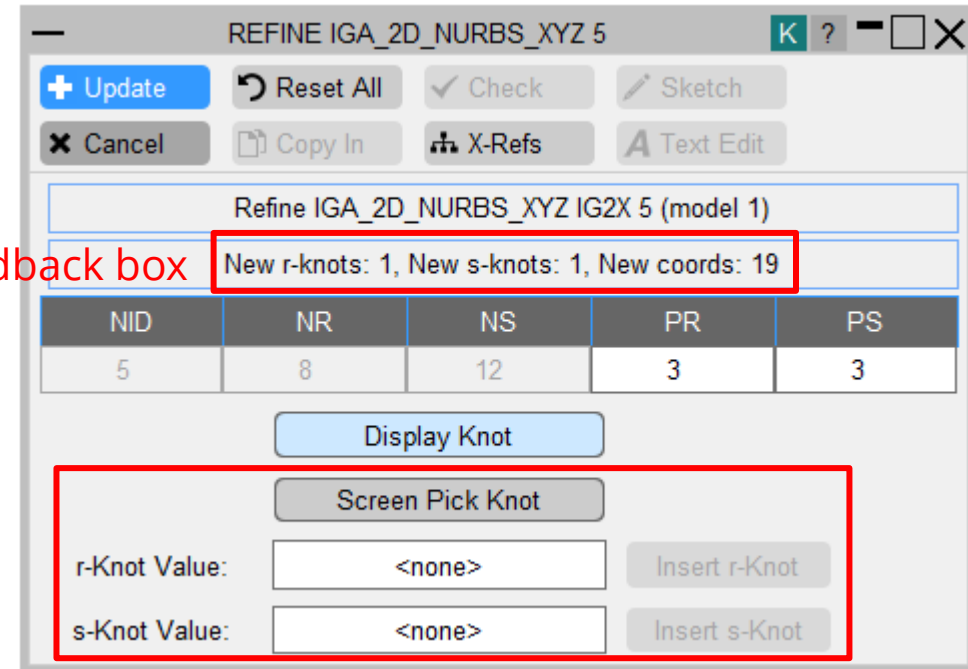 REFINE IGA_2D_NURBS_XYZ 5 K ?
Update Reset All Check Sketch
Cancel Copy In X-Refs Text Edit
Refine IGA_2D_NURBS_XYZ IG2X 5 (model 1)
box New r-knots: 1, New s-knots: 1, New coords: 19
NID NR NS PR PS
5 8 12 3 3
Display Knot
Screen Pick Knot
r-Knot Value: <none> Insert r-Knot
s-Knot Value: <none> Insert s-Knot